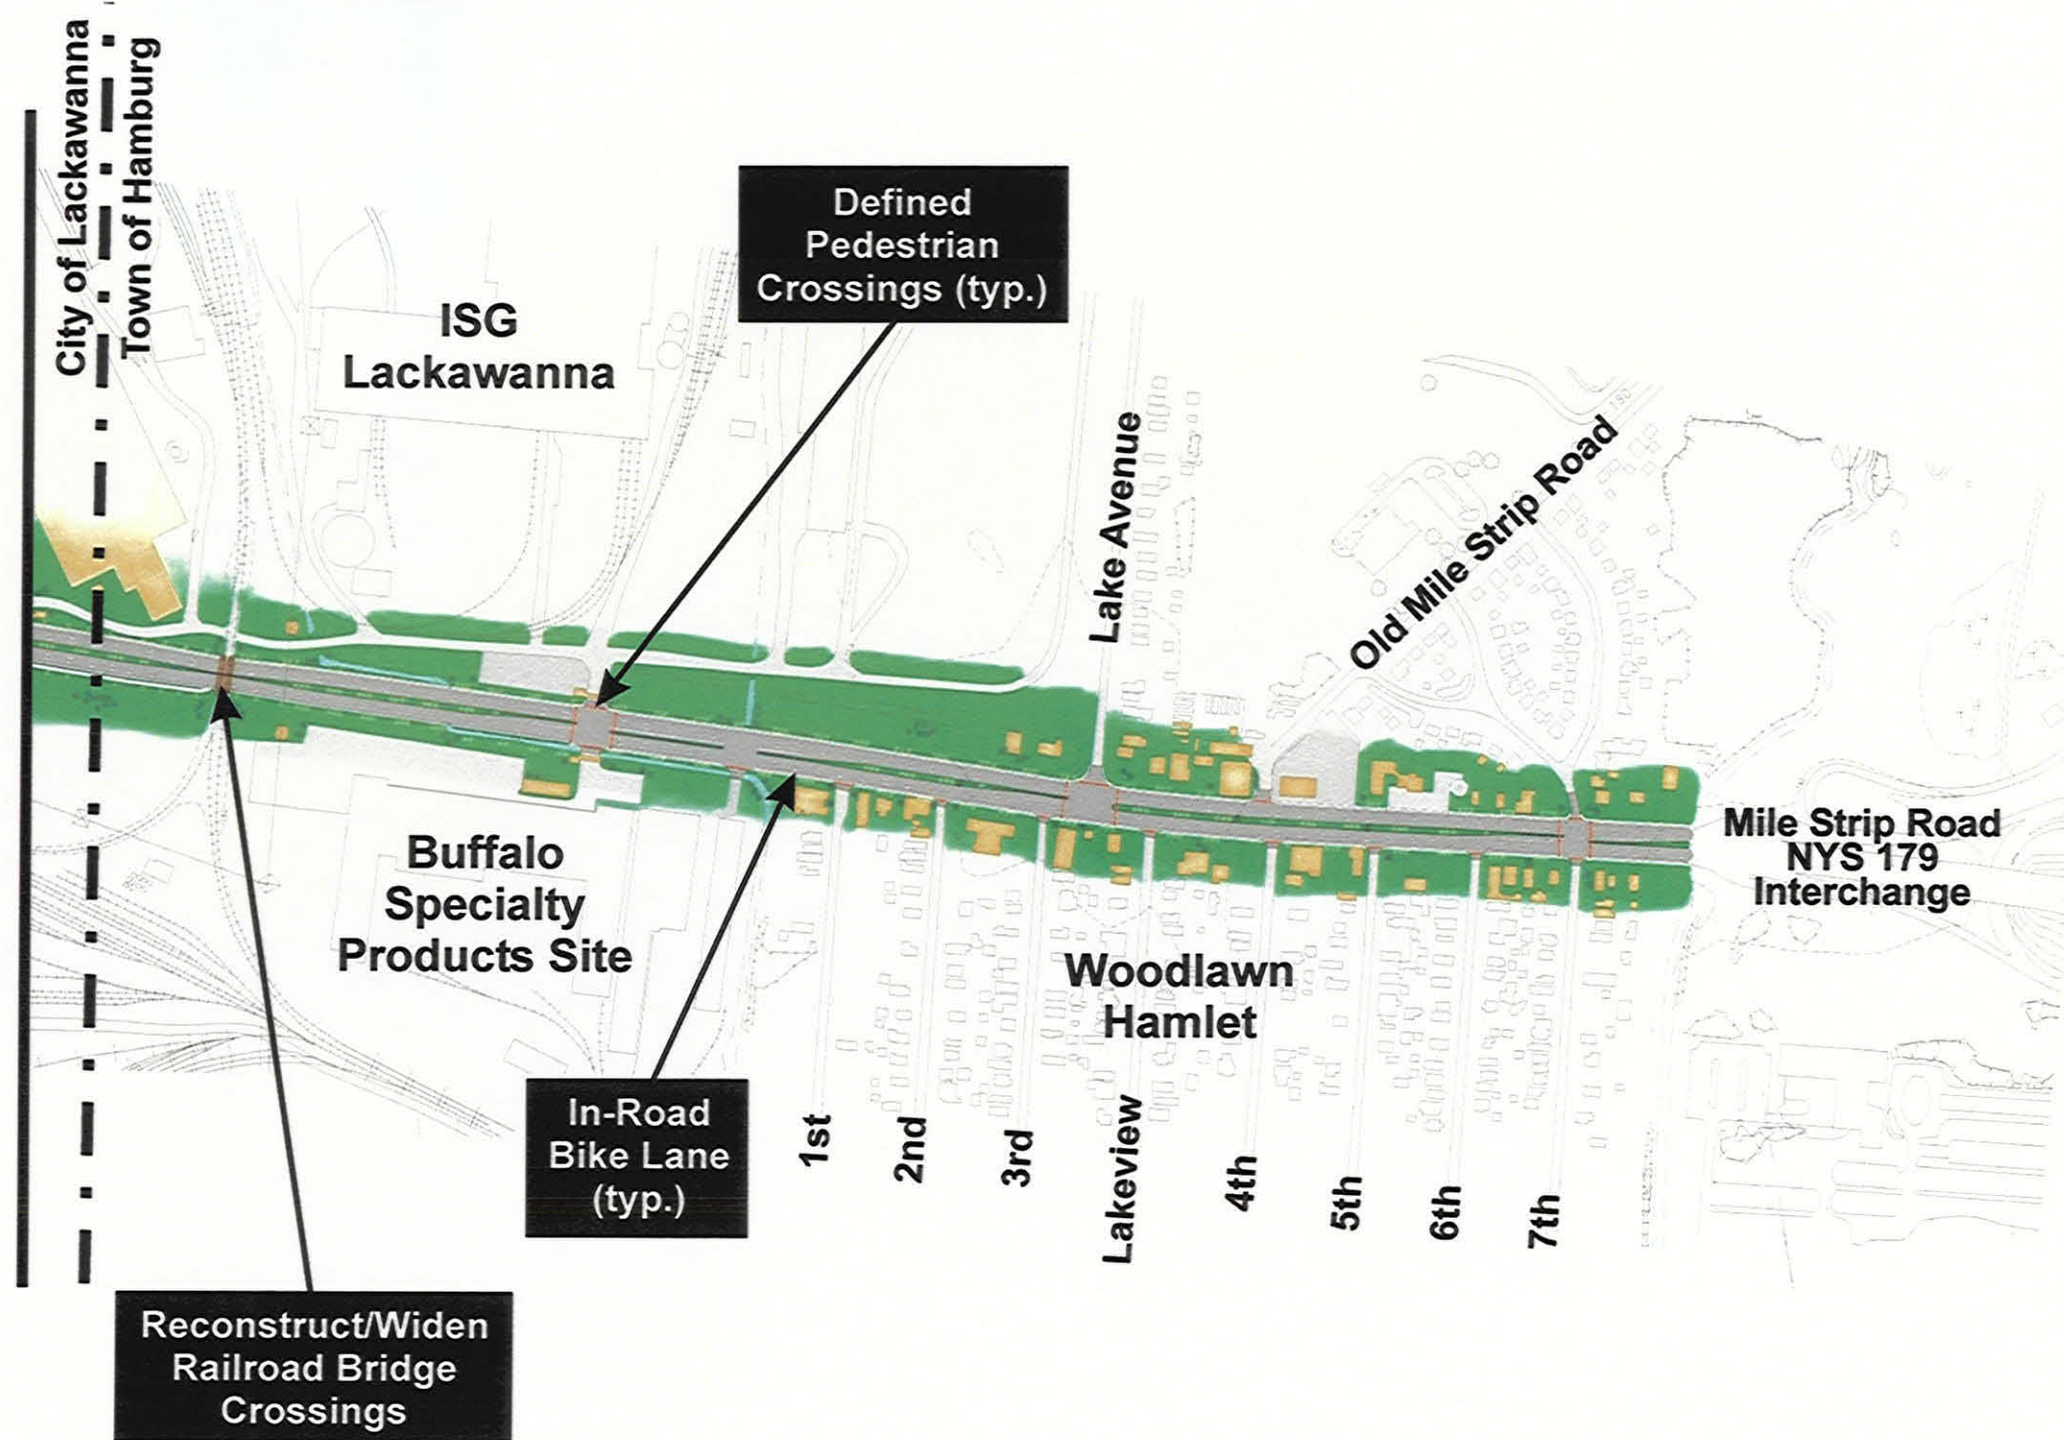 City of Lackawanna
Town of Hamburg
Defined
Pedestrian
Crossings (typ.)
ISG
Lackawanna
Lake Avenue
Old Mile Strip Road
Mile Strip Road
NYS 179
Interchange
Buffalo
Specialty
Products Site
Woodlawn
Hamlet
In-Road
Bike Lane
(typ.)
1st
2nd
3rd
Lakeview
4th
5th
6th
7th
Reconstruct/Widen
Railroad Bridge
Crossings